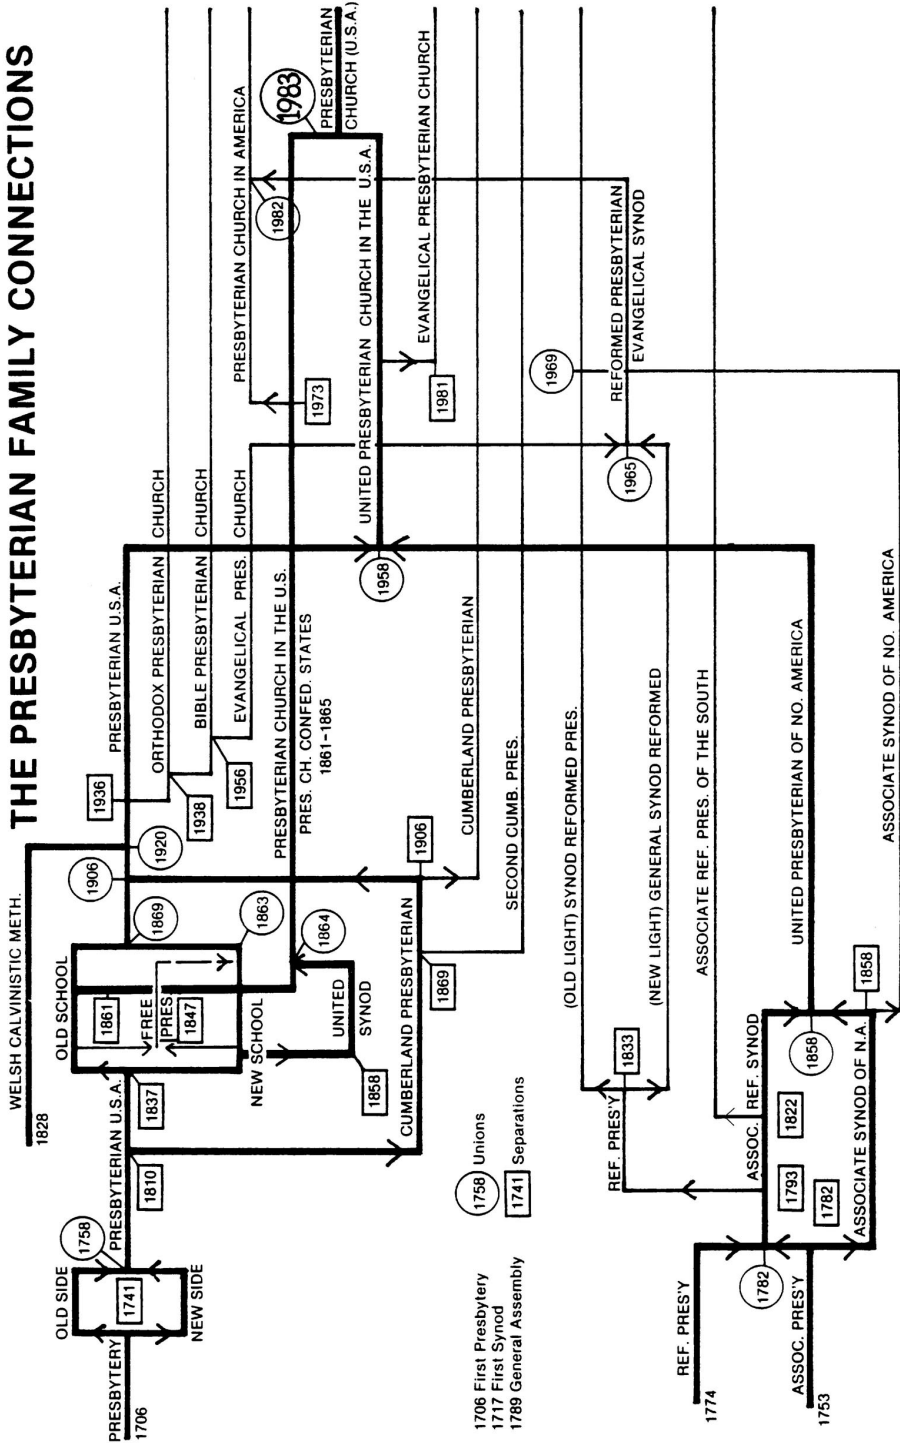 THE PRESBYTERIAN FAMILY CONNECTIONS
WELSH CALVINISTIC METH.
1828
PRESBYTERY
1706
OLD SIDE
1741
NEW SIDE
1758
PRESBYTERIAN U.S.A.
1810
1837
OLD SCHOOL
1861
FREE
PRES.
1847
NEW SCHOOL
1869
1863
1864
UNITED
SYNOD
1858
CUMBERLAND PRESBYTERIAN
1869
1906
1920
1906
1936
PRESBYTERIAN U.S.A.
ORTHODOX PRESBYTERIAN CHURCH
1938
BIBLE PRESBYTERIAN CHURCH
1956
EVANGELICAL PRES. CHURCH
PRESBYTERIAN CHURCH IN THE U.S.
PRES. CH. CONFED. STATES
1861-1865
1958
UNITED PRESBYTERIAN CHURCH IN THE U.S.A.
1973
PRESBYTERIAN CHURCH IN AMERICA
1982
1983
PRESBYTERIAN
CHURCH (U.S.A.)
1981
EVANGELICAL PRESBYTERIAN CHURCH
CUMBERLAND PRESBYTERIAN
SECOND CUMB. PRES.
1758 Unions
1741 Separations
1706 First Presbytery
1717 First Synod
1789 General Assembly
(OLD LIGHT) SYNOD REFORMED PRES.
1833
REF. PRES'Y
(NEW LIGHT) GENERAL SYNOD REFORMED
1965
REFORMED PRESBYTERIAN
EVANGELICAL SYNOD
1969
ASSOCIATE REF. PRES. OF THE SOUTH
REF. PRES'Y
1774
1782
ASSOC. PRES'Y
1753
ASSOC. REF. SYNOD
1793
1822
1782
ASSOCIATE SYNOD OF N.A.
1858
1858
UNITED PRESBYTERIAN OF NO. AMERICA
ASSOCIATE SYNOD OF NO. AMERICA